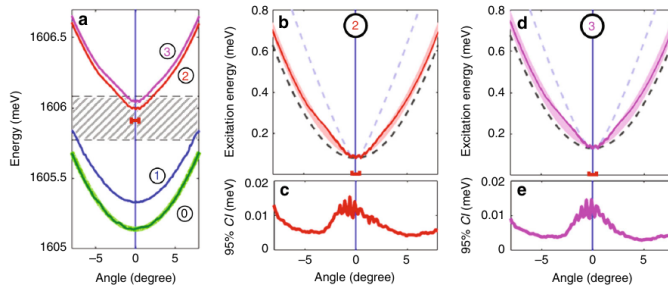 a
1606.5
1606
1605.5
1605
Energy (meV)
3
2
1
0
−5
0
5
Angle (degree)
b
2
0.8
0.6
0.4
0.2
Excitation energy (meV)
c
0.02
0.01
0
95% CI (meV)
−5
0
5
Angle (degree)
d
3
0.8
0.6
0.4
0.2
Excitation energy (meV)
e
0.02
0.01
0
95% CI (meV)
−5
0
5
Angle (degree)